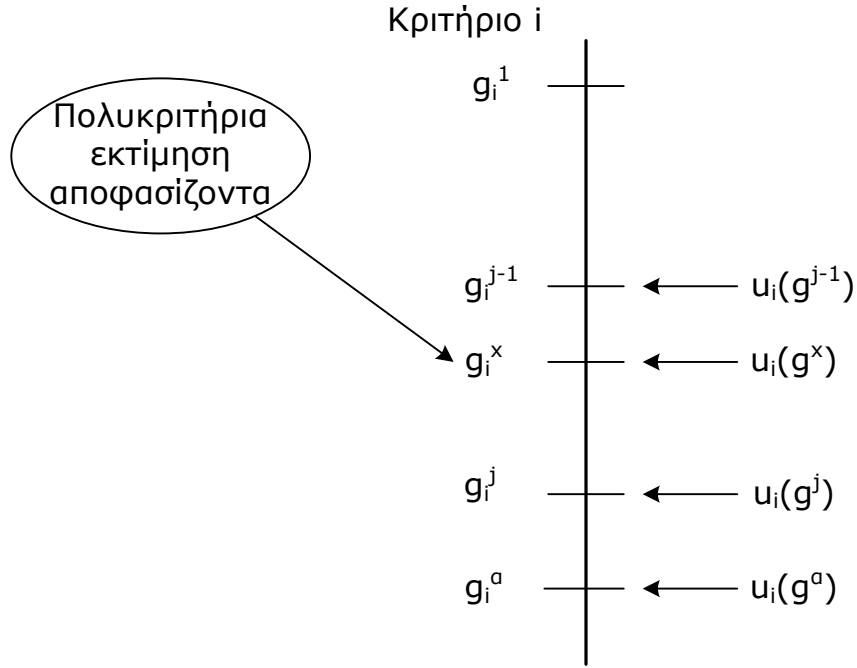 Κριτήριο i
g_i^1
Πολυκριτήρια
εκτίμηση
αποφασίζοντα
g_i^{j-1} u_i(g^{j-1})
g_i^x u_i(g^x)
g_i^j u_i(g^j)
g_i^α u_i(g^α)